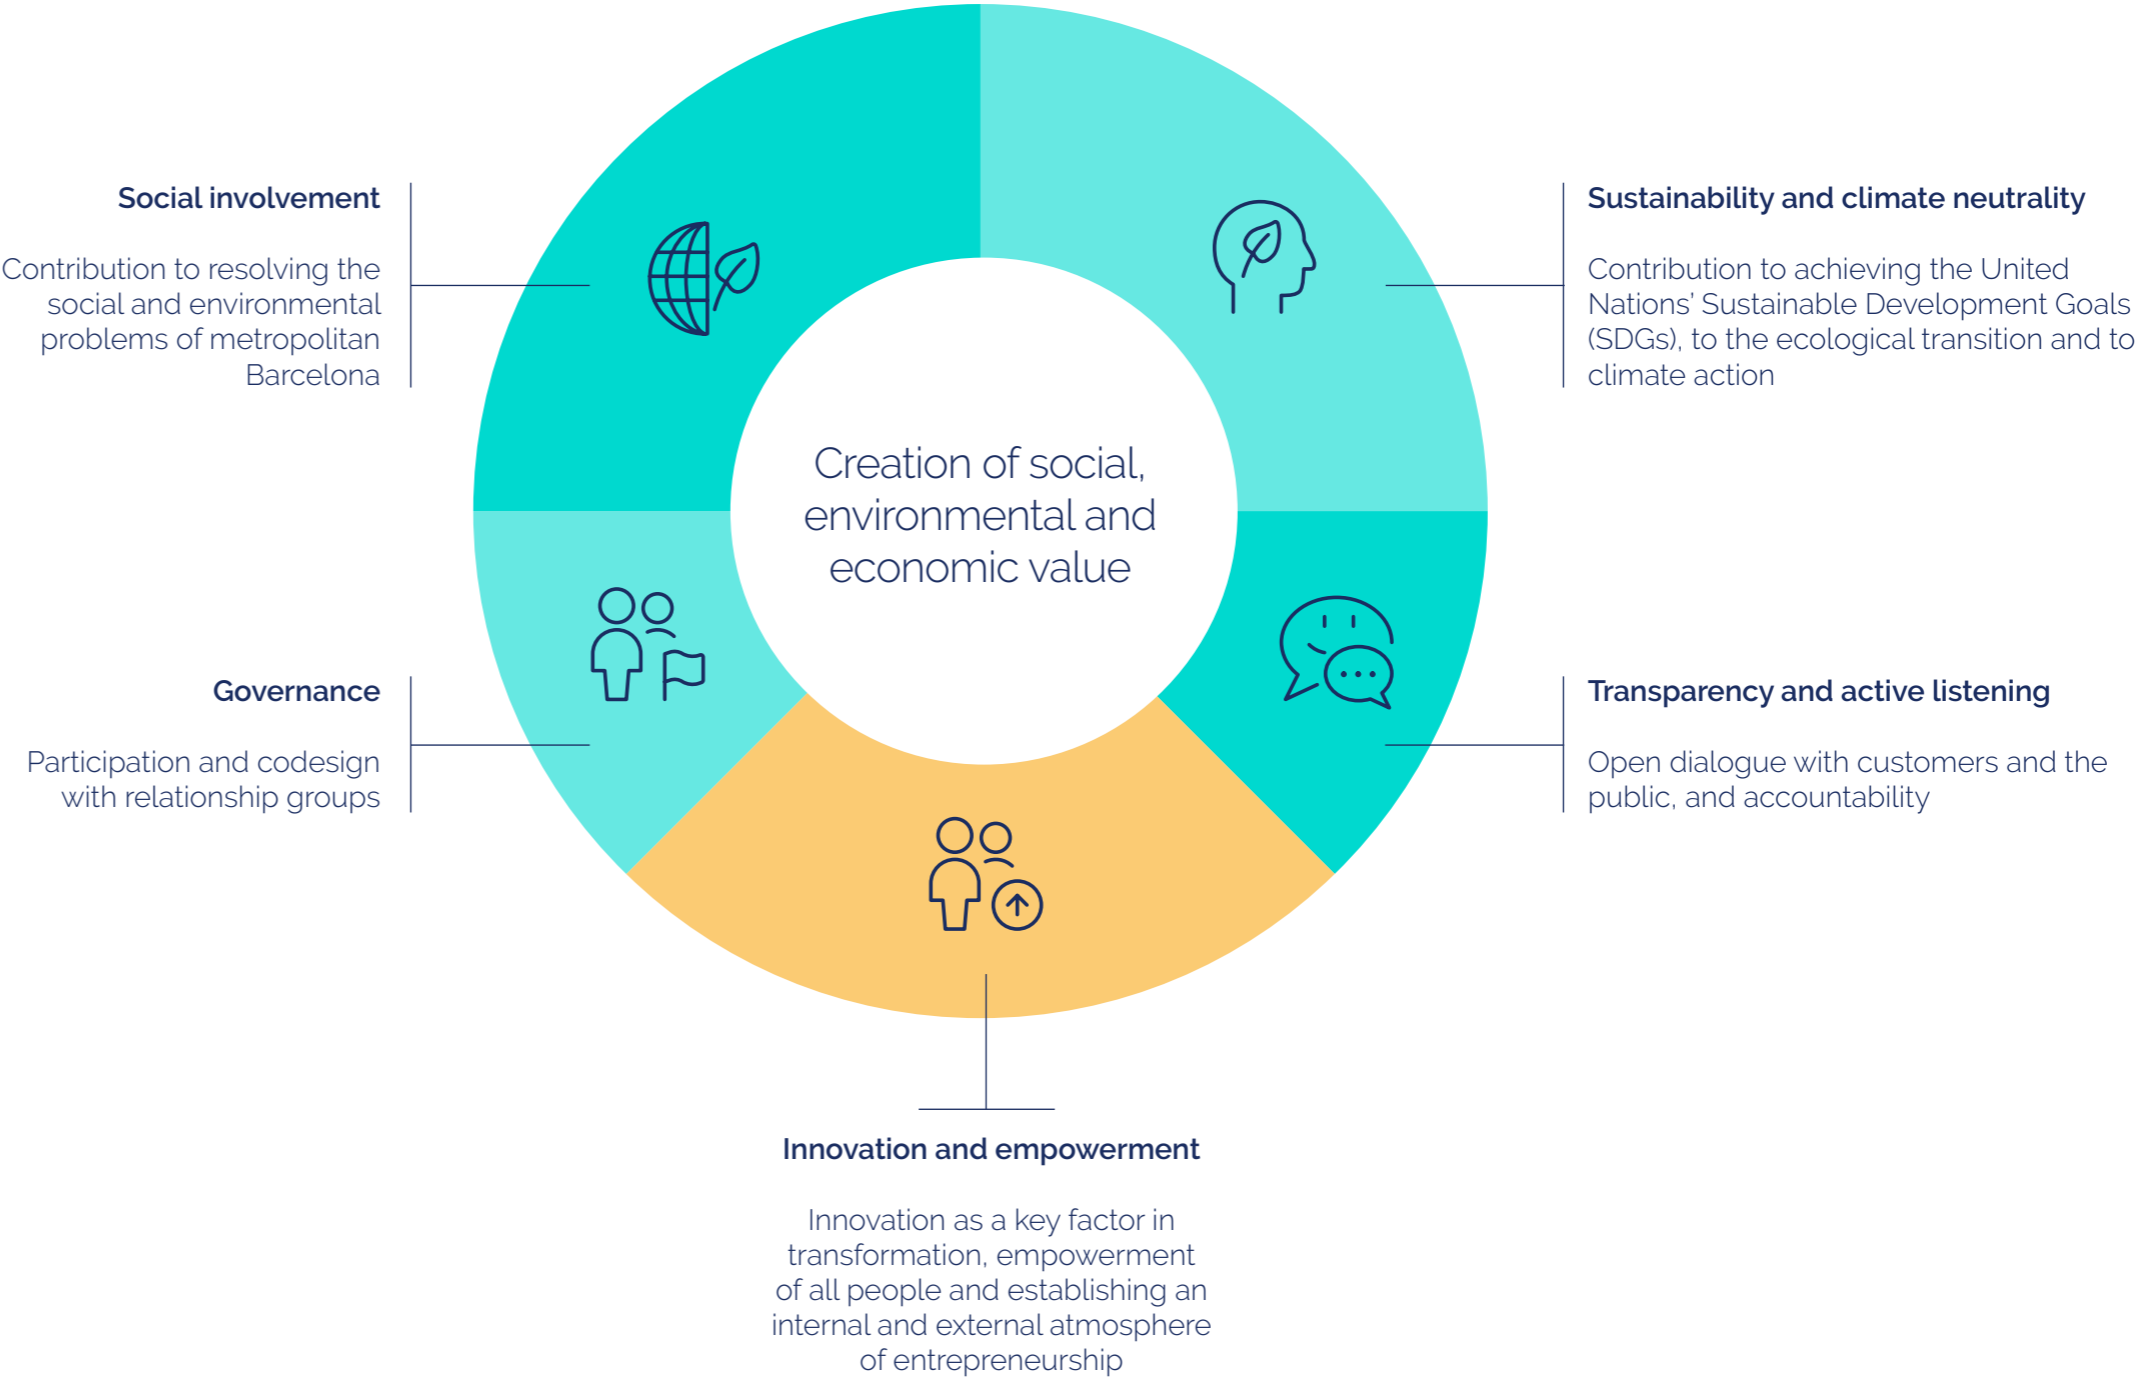 Social involvement
Contribution to resolving the
social and environmental
problems of metropolitan
Barcelona
Sustainability and climate neutrality
Contribution to achieving the United
Nations’ Sustainable Development Goals
(SDGs), to the ecological transition and to
climate action
Creation of social,
environmental and
economic value
Governance
Participation and codesign
with relationship groups
Transparency and active listening
Open dialogue with customers and the
public, and accountability
Innovation and empowerment
Innovation as a key factor in
transformation, empowerment
of all people and establishing an
internal and external atmosphere
of entrepreneurship